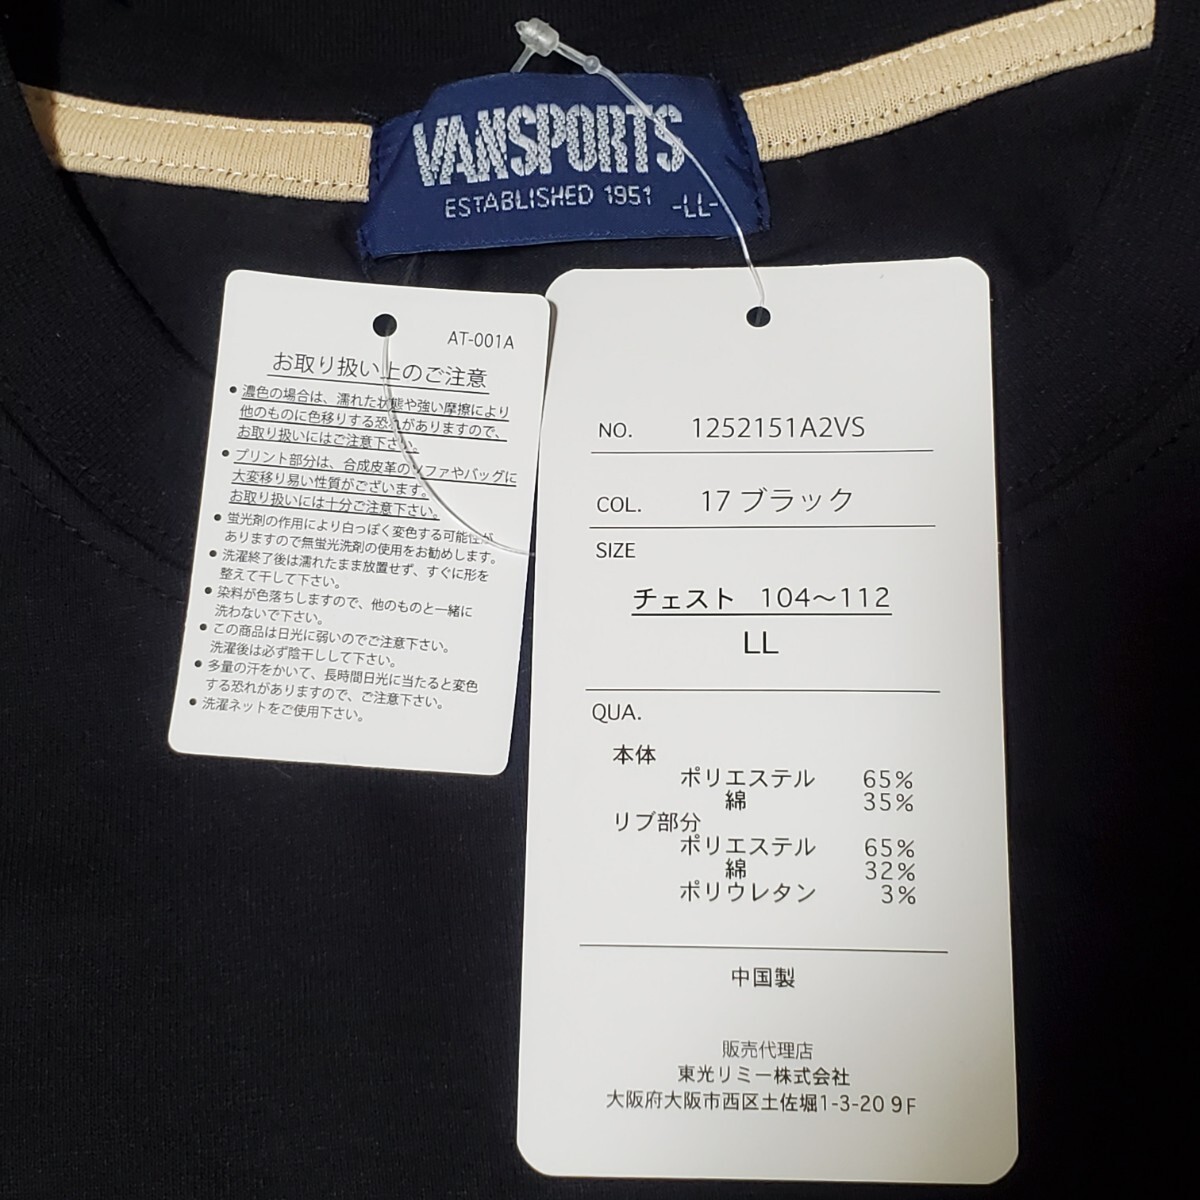 VANSPORTS
ESTABLISHED 1951 -LL-
AT-001A
お取り扱い上のご注意
●濃色の場合は、濡れた状態や強い摩擦により
他のものに色移りする恐れがありますので、
お取り扱いにはご注意下さい。
●プリント部分は、合成皮革のソファやバッグに
大変移り易い性質がございます。
お取り扱いには十分ご注意下さい。
●蛍光剤の作用により白っぽく変色する可能性が
ありますので無蛍光洗剤の使用をお勧めします。
●洗濯終了後は濡れたまま放置せず、すぐに形を
整えて干して下さい。
●染料が色落ちしますので、他のものと一緒に
洗わないで下さい。
●この商品は日光に弱いのでご注意下さい。
洗濯後は必ず陰干しして下さい。
●多量の汗をかいて、長時間日光に当たると変色
する恐れがありますので、ご注意下さい。
●洗濯ネットをご使用下さい。
NO. 1252151A2VS
COL. 17 ブラック
SIZE
チェスト 104～112
LL
QUA.
本体
ポリエステル 65%
綿 35%
リブ部分
ポリエステル 65%
綿 32%
ポリウレタン 3%
中国製
販売代理店
東光リミー株式会社
大阪府大阪市西区土佐堀1-3-20 9F